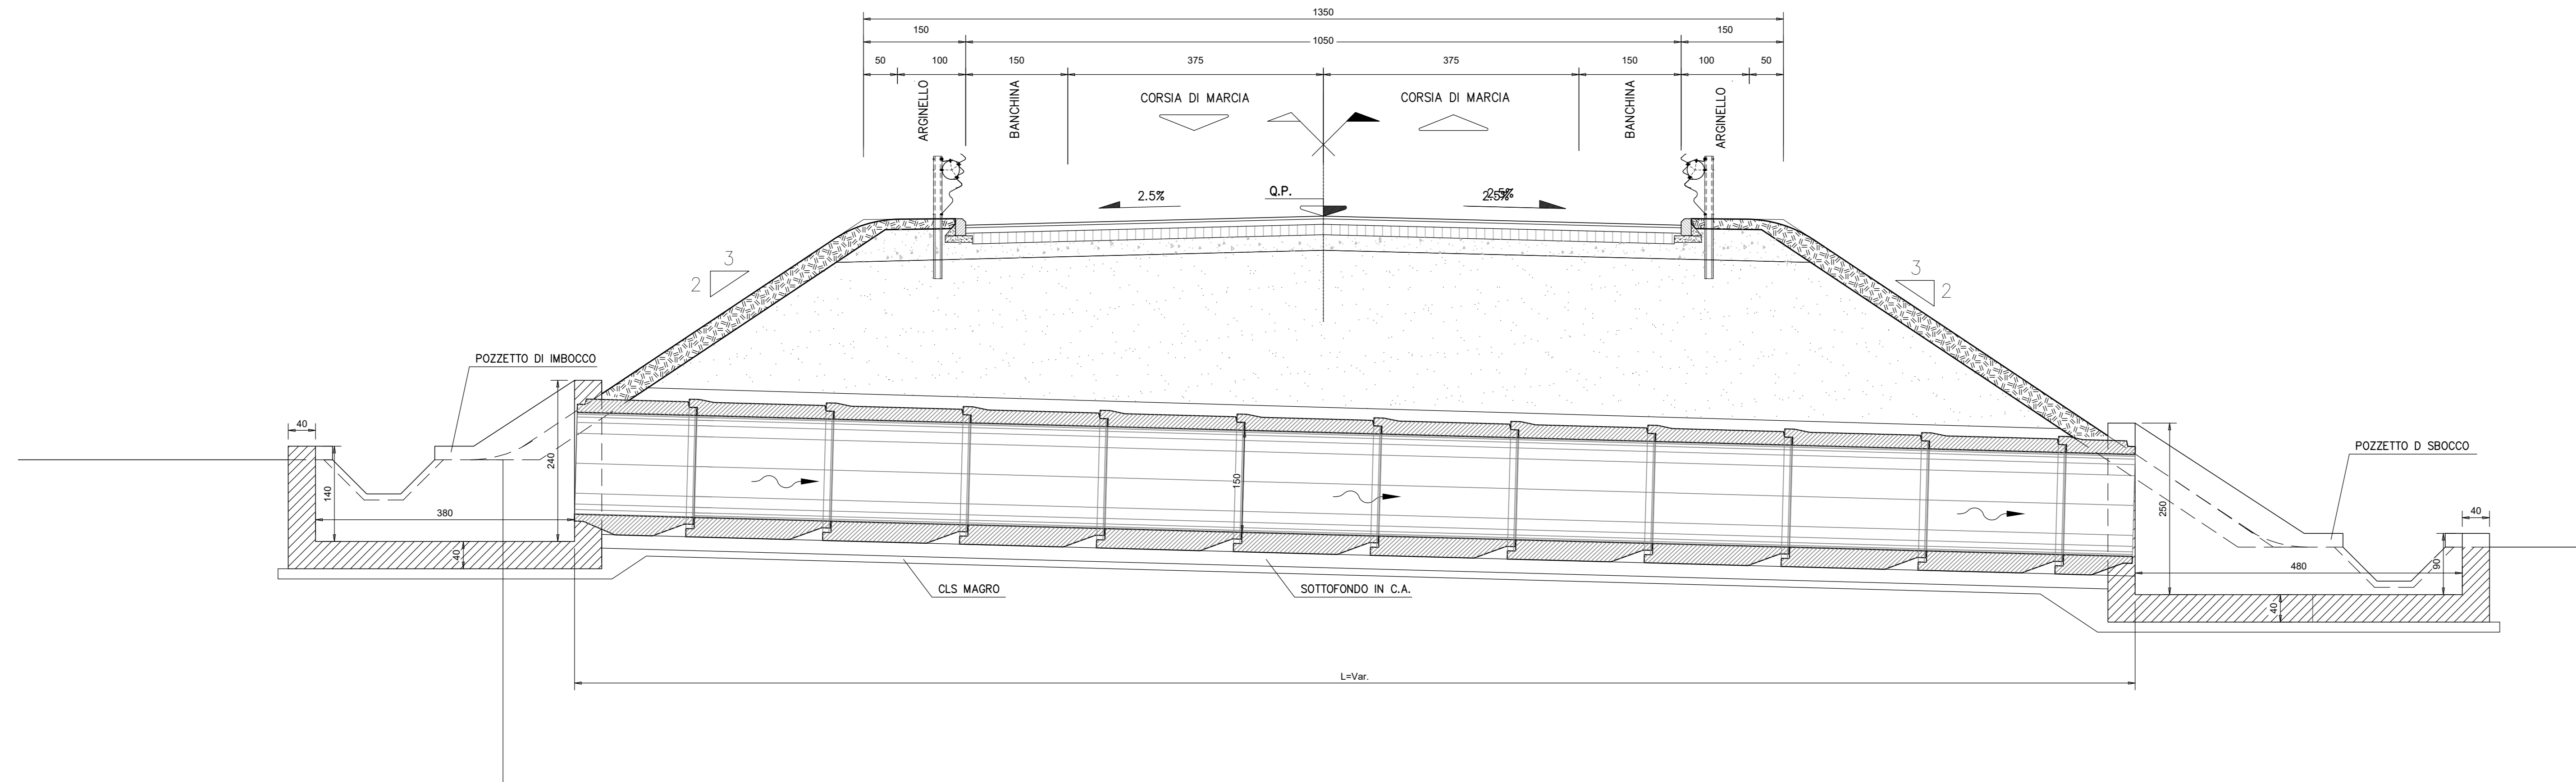 1350
150
1050
150
50
100
150
375
375
150
100
50
ARGINELLO
BANCHINA
CORSIA DI MARCIA
CORSIA DI MARCIA
BANCHINA
ARGINELLO
2.5%
Q.P.
2.5%
2.5%
3
2
3
2
POZZETTO DI IMBOCCO
POZZETTO D SBOCCO
40
240
140
380
40
150
250
40
90
480
40
CLS MAGRO
SOTTOFONDO IN C.A.
L=Var.